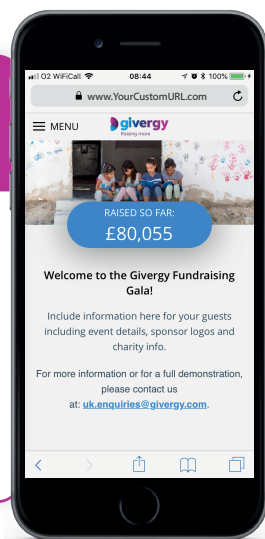 O2 WiFiCall 08:44 100%
www.YourCustomURL.com
MENU givergy
Raising more
RAISED SO FAR:
£80,055
Welcome to the Givergy Fundraising
Gala!
Include information here for your guests
including event details, sponsor logos and
charity info.
For more information or for a full demonstration,
please contact us
at: uk.enquiries@givergy.com.